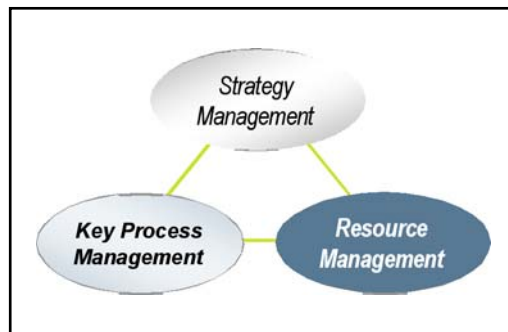 Strategy
Management
Key Process
Management
Resource
Management